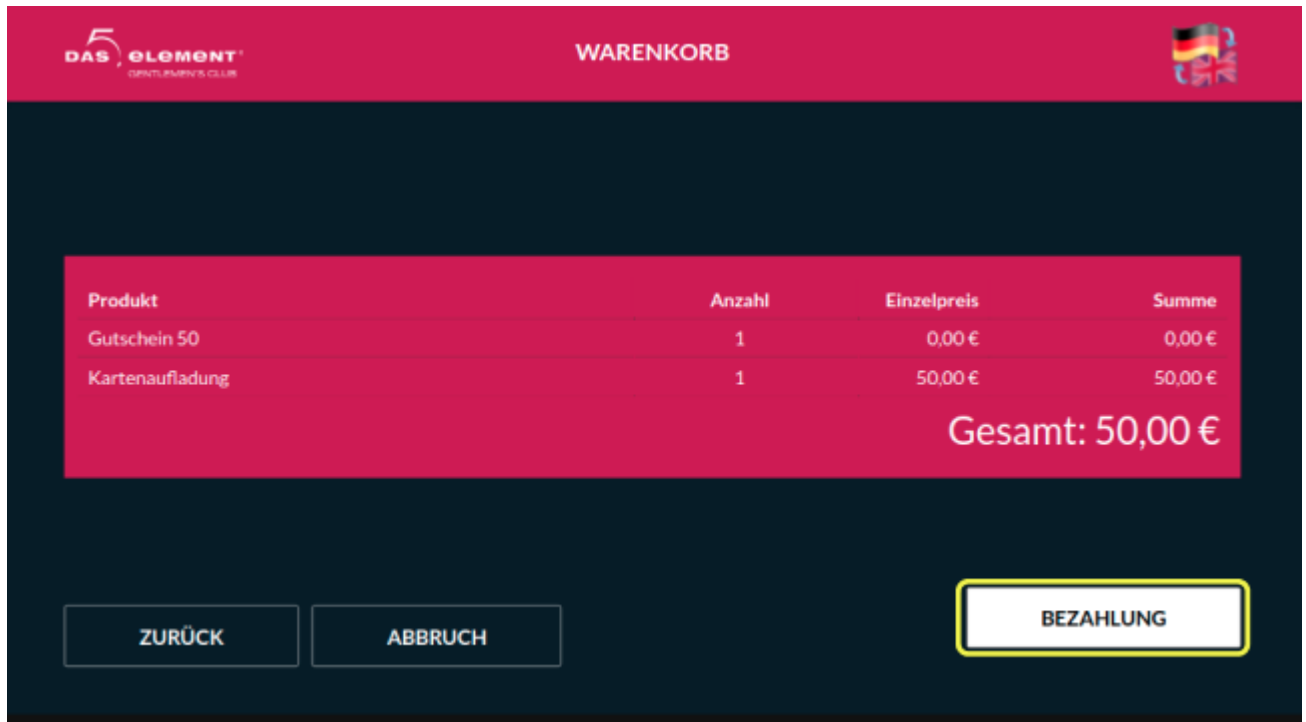 DAS 5 ELEMENT
GENTLEMEN'S CLUB
WARENKORB
Produkt Anzahl Einzelpreis Summe
Gutschein 50 1 0,00 € 0,00 €
Kartenaufladung 1 50,00 € 50,00 €
Gesamt: 50,00 €
ZURÜCK ABBRUCH BEZAHLUNG